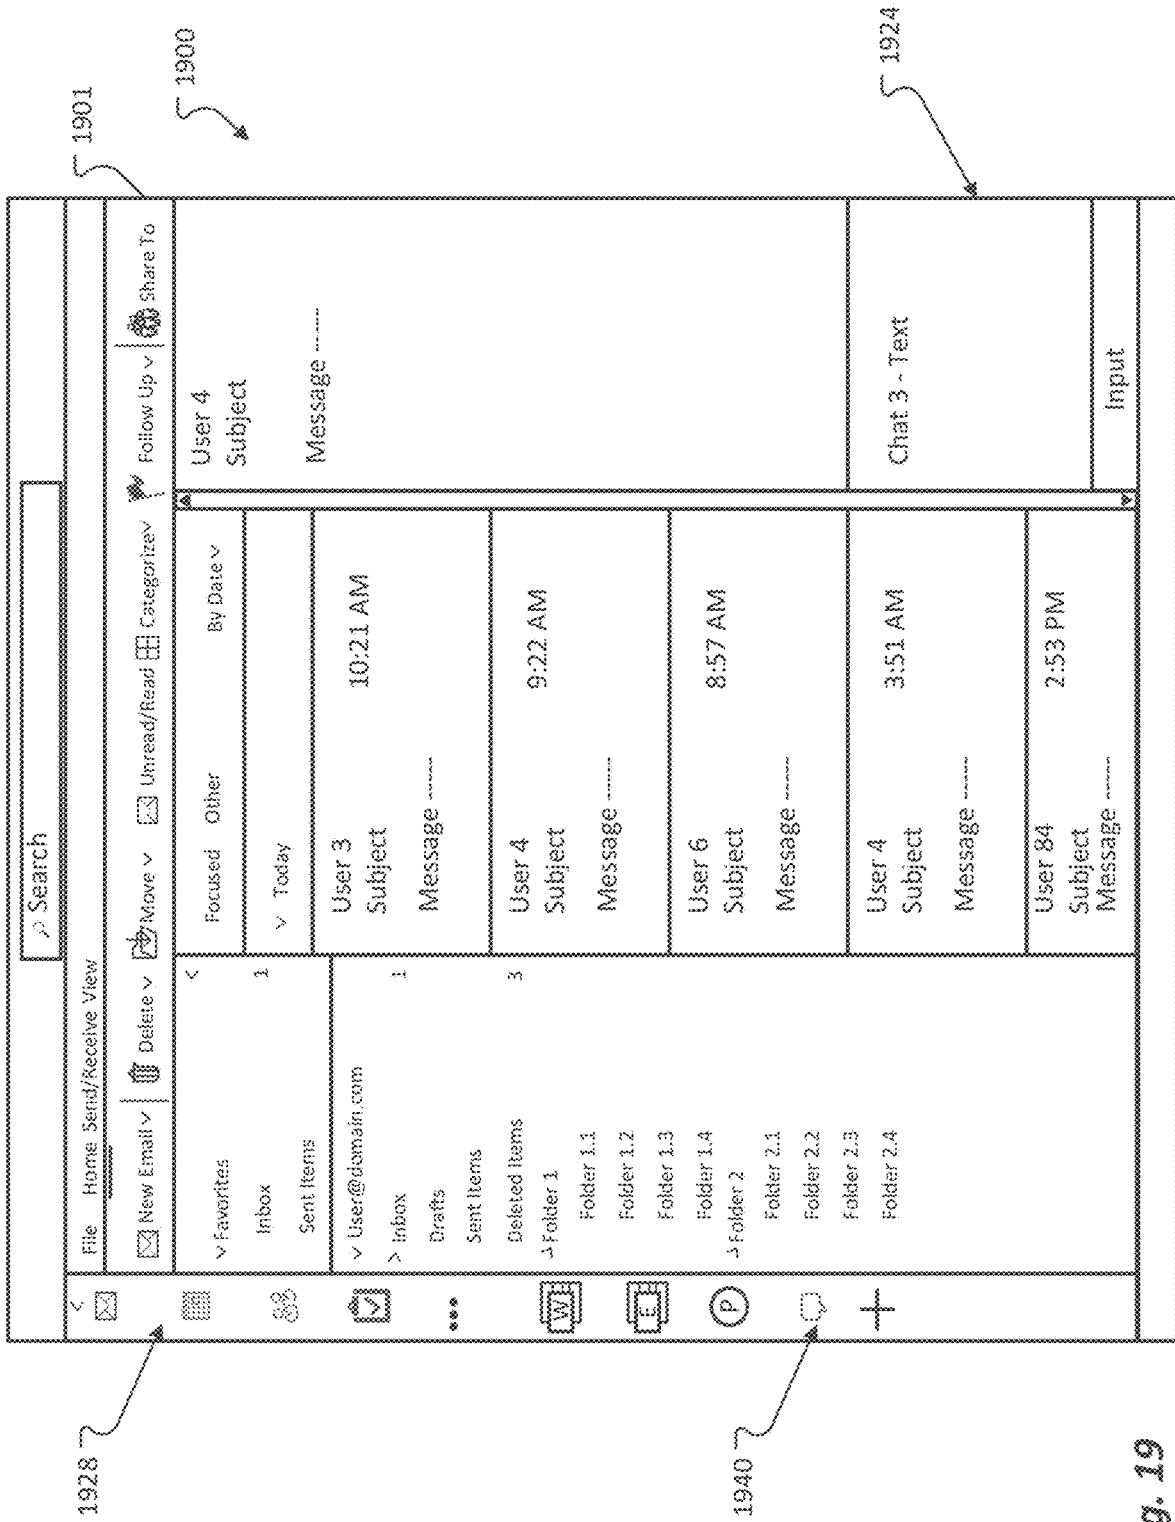 1901
1900
1928
Search
File Home Send/Receive View
New Email Delete Move Unread/Read Categorize Follow Up Share To
Favorites
Inbox 1
Sent Items
User@domain.com
Inbox 1
Drafts
Sent Items
Deleted Items 3
Folder 1
Folder 1.1
Folder 1.2
Folder 1.3
Folder 1.4
Folder 2
Folder 2.1
Folder 2.2
Folder 2.3
Folder 2.4
W
E
P
Focused Other By Date
Today
User 3
Subject 10:21 AM
Message ------
User 4
Subject 9:22 AM
Message ------
User 6
Subject 8:57 AM
Message ------
User 4
Subject 3:51 AM
Message ------
User 84
Subject 2:53 PM
Message ------
User 4
Subject
Message ------
Chat 3 - Text
Input
1924
1940
g. 19